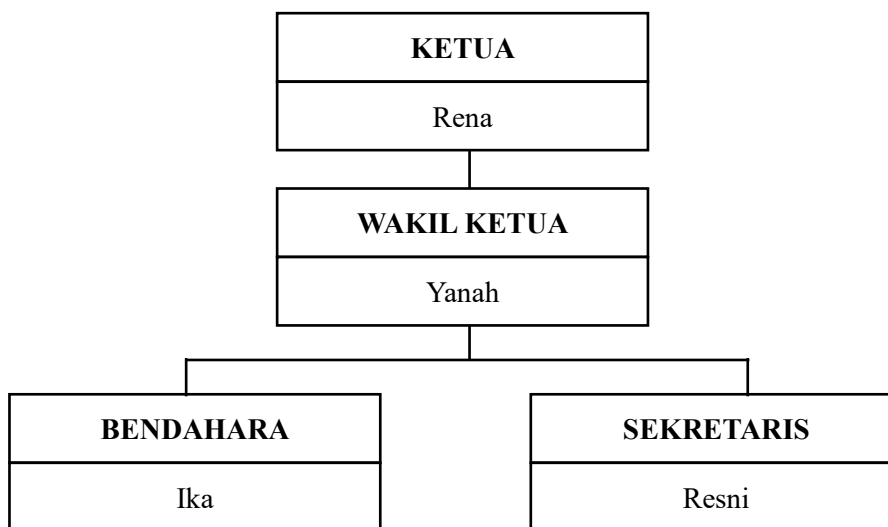 KETUA
Rena
WAKIL KETUA
Yanah
BENDAHARA
Ika
SEKRETARIS
Resni